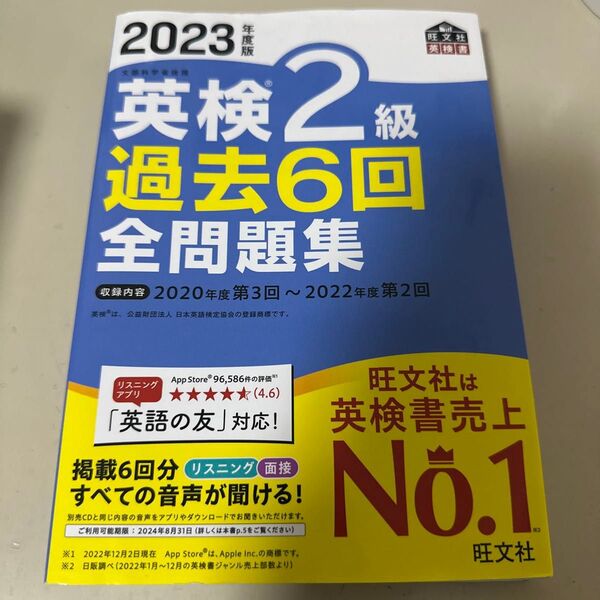 2023年度版
旺文社
英検書
文部科学省後援
英検®2級
過去6回
全問題集
収録内容 2020年度第3回～2022年度第2回
英検®は、公益財団法人 日本英語検定協会の登録商標です。
リスニング
アプリ
App Store® 96,586件の評価※1
★★★★★(4.6)
「英語の友」対応!
掲載6回分 リスニング 面接
すべての音声が聞ける!
別売CDと同じ内容の音声をアプリやダウンロードでお聞きいただけます。
ご利用可能期限:2024年8月31日(詳しくは本書p.5をご覧ください)
※1 2022年12月2日現在 App Store®は、Apple Inc.の商標です。
※2 日販調べ(2022年1月~12月の英検書ジャンル売上部数より)
旺文社は
英検書売上
No.1
※2
旺文社